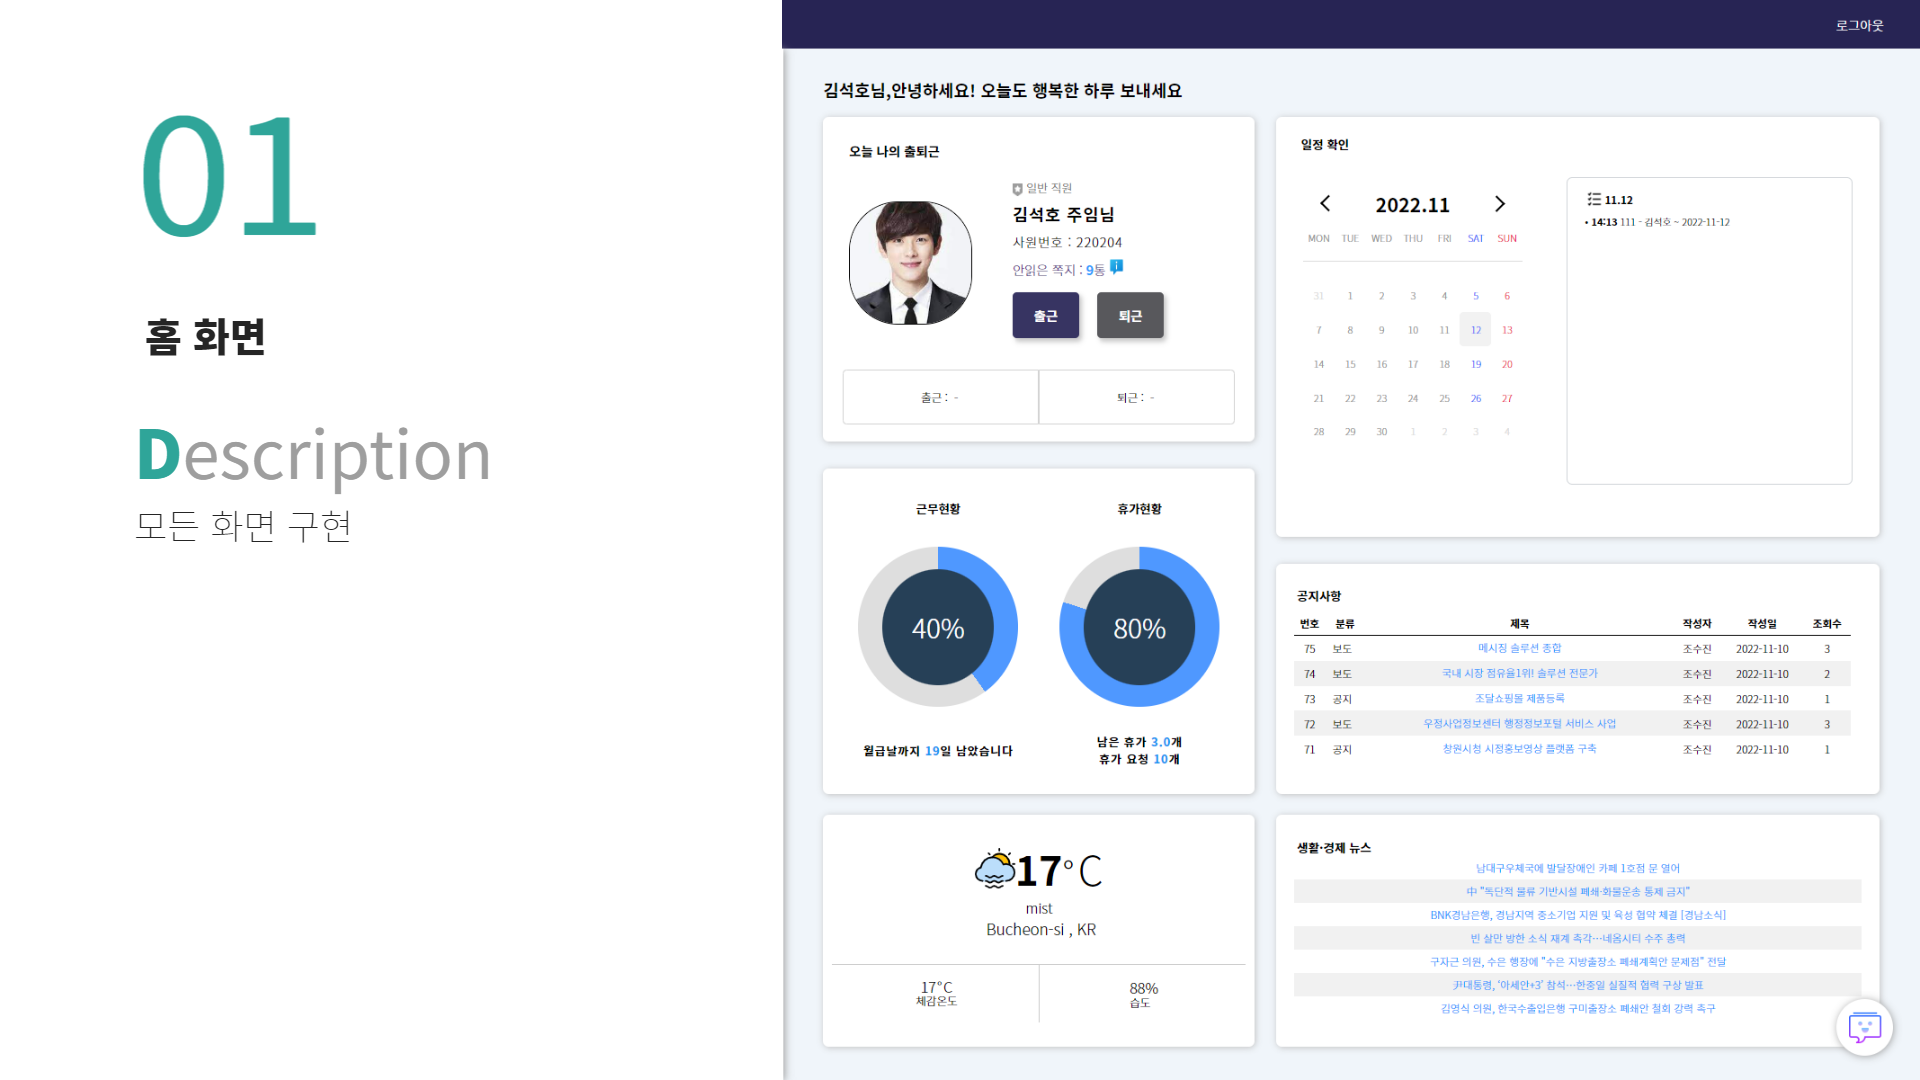 01
홈 화면
Description
모든 화면 구현
로그아웃
김석호님,안녕하세요! 오늘도 행복한 하루 보내세요
오늘 나의 출퇴근
일반 직원
김석호 주임님
사원번호 : 220204
안읽은 쪽지 : 9통
출근 퇴근
출근 : - 퇴근 : -
일정 확인
2022.11
MON TUE WED THU FRI SAT SUN
31 1 2 3 4 5 6
7 8 9 10 11 12 13
14 15 16 17 18 19 20
21 22 23 24 25 26 27
28 29 30 1 2 3 4
11.12
• 14:13 111 - 김석호 ~ 2022-11-12
근무현황 휴가현황
40% 80%
월급날까지 19일 남았습니다
남은 휴가 3.0개
휴가 요청 10개
공지사항
번호 분류 제목 작성자 작성일 조회수
75 보도 메시징 솔루션 종합 조수진 2022-11-10 3
74 보도 국내 시장 점유율1위! 솔루션 전문가 조수진 2022-11-10 2
73 공지 조달쇼핑몰 제품등록 조수진 2022-11-10 1
72 보도 우정사업정보센터 행정정보포털 서비스 사업 조수진 2022-11-10 3
71 공지 창원시청 시정홍보영상 플랫폼 구축 조수진 2022-11-10 1
17°C
mist
Bucheon-si , KR
17°C 88%
체감온도 습도
생활·경제 뉴스
남대구우체국에 발달장애인 카페 1호점 문 열어
中 "독단적 물류 기반시설 폐쇄·화물운송 통제 금지"
BNK경남은행, 경남지역 중소기업 지원 및 육성 협약 체결 [경남소식]
빈 살만 방한 소식 재계 촉각…네옴시티 수주 총력
구자근 의원, 수은 행장에 "수은 지방출장소 폐쇄계획안 문제점" 전달
尹대통령, '아세안+3' 참석…한중일 실질적 협력 구상 발표
김영식 의원, 한국수출입은행 구미출장소 폐쇄안 철회 강력 촉구